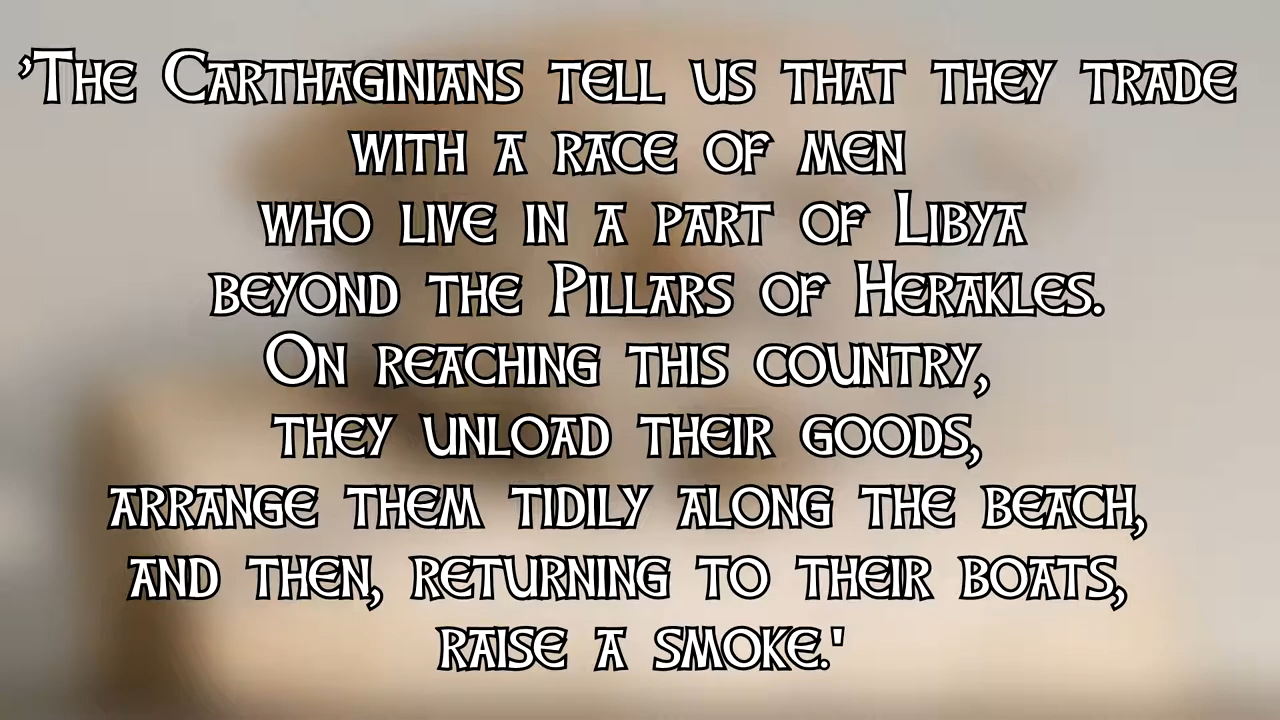 'The Carthaginians tell us that they trade
with a race of men
who live in a part of Libya
beyond the Pillars of Herakles.
On reaching this country,
they unload their goods,
arrange them tidily along the beach,
and then, returning to their boats,
raise a smoke.'